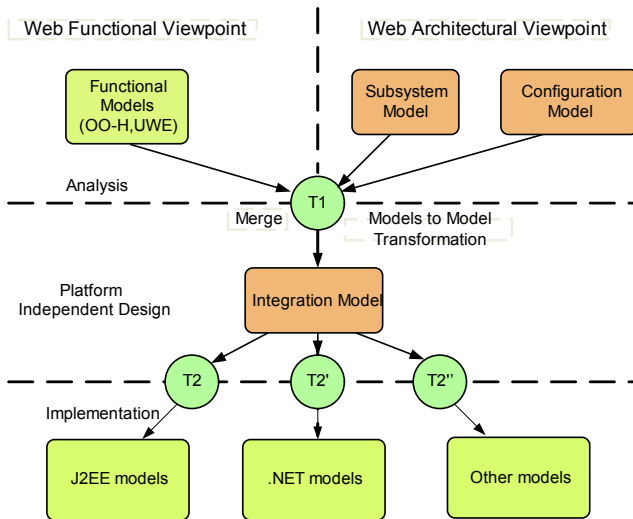 Web Functional Viewpoint
Web Architectural Viewpoint
Functional
Models
(OO-H,UWE)
Subsystem
Model
Configuration
Model
Analysis
T1
Merge
Models to Model
Transformation
Platform
Independent Design
Integration Model
T2
T2'
T2''
Implementation
J2EE models
.NET models
Other models